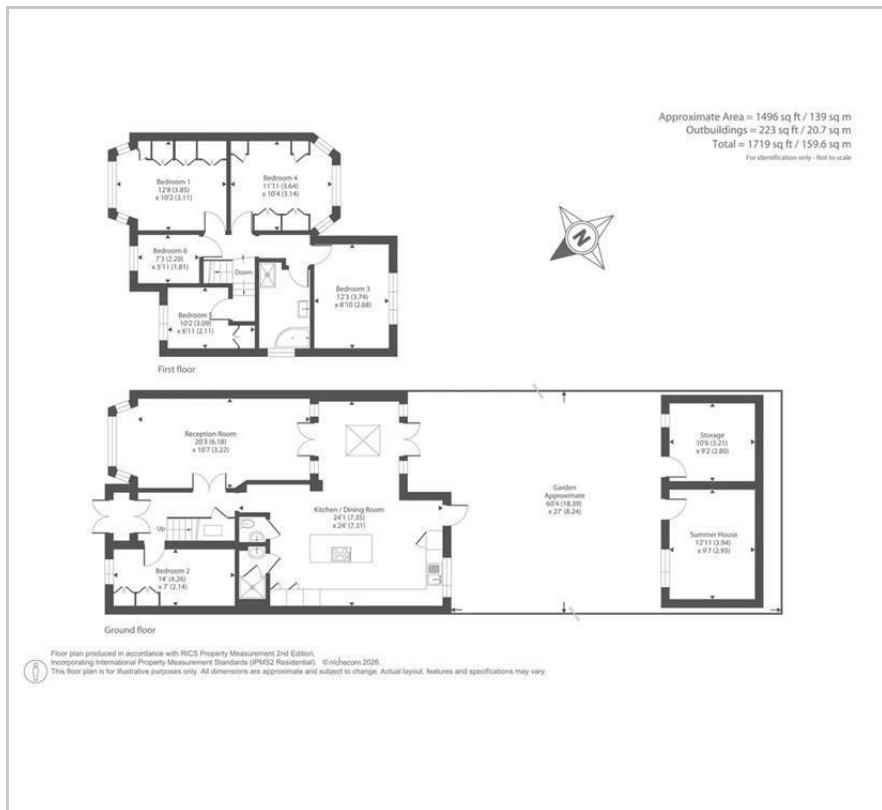 Approximate Area = 1496 sq ft / 139 sq m
Outbuildings = 223 sq ft / 20.7 sq m
Total = 1719 sq ft / 159.6 sq m
For identification only - Not to scale
N
Bedroom 1
12'8 (3.85)
x 10'2 (3.11)
Bedroom 4
11'11 (3.64)
x 10'4 (3.14)
Bedroom 6
7'3 (2.20)
x 5'11 (1.81)
Down
Bedroom 3
12'3 (3.74)
x 8'10 (2.68)
Bedroom 5
10'2 (3.09)
x 6'11 (2.11)
First floor
Reception Room
20'3 (6.18)
x 10'7 (3.22)
Storage
10'6 (3.21)
x 9'2 (2.80)
Garden
Approximate
60'4 (18.39)
x 27' (8.24)
Kitchen / Dining Room
24'1 (7.35)
x 24' (7.31)
Up
Summer House
12'11 (3.94)
x 9'7 (2.93)
Bedroom 2
14' (4.26)
x 7' (2.14)
Ground floor
Floor plan produced in accordance with RICS Property Measurement 2nd Edition,
Incorporating International Property Measurement Standards (IPMS2 Residential). © nichecom 2026.
This floor plan is for illustrative purposes only. All dimensions are approximate and subject to change. Actual layout, features and specifications may vary.